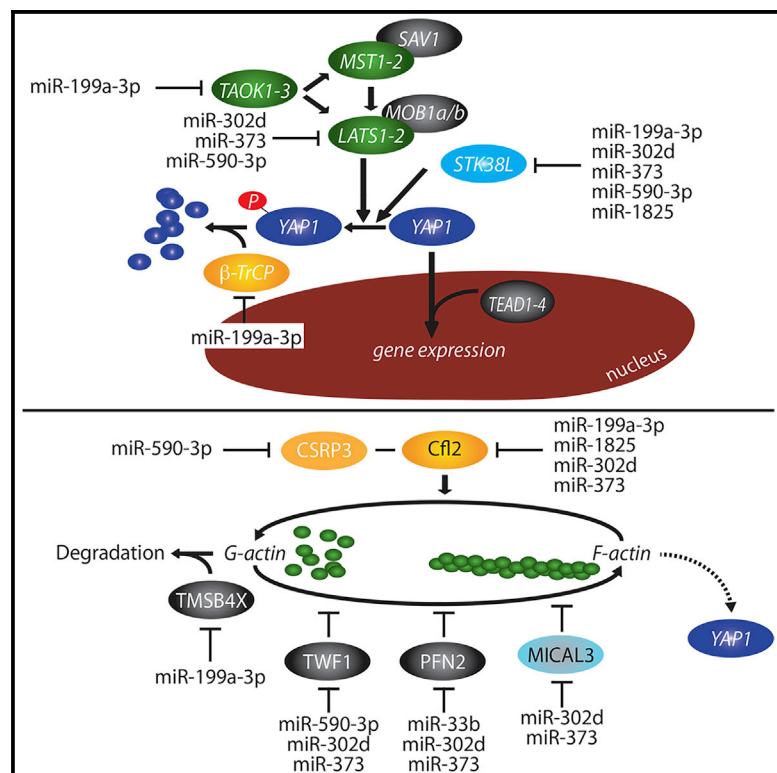 SAV1
MST1-2
miR-199a-3p
TAOK1-3
MOB1a/b
miR-302d
miR-373
miR-590-3p
LATS1-2
STK38L
miR-199a-3p
miR-302d
miR-373
miR-590-3p
miR-1825
P
YAP1
YAP1
β-TrCP
miR-199a-3p
TEAD1-4
gene expression
nucleus
miR-590-3p
CSRP3
Cfl2
miR-199a-3p
miR-1825
miR-302d
miR-373
Degradation
G-actin
F-actin
TMSB4X
YAP1
miR-199a-3p
TWF1
PFN2
MICAL3
miR-590-3p
miR-302d
miR-373
miR-33b
miR-302d
miR-373
miR-302d
miR-373